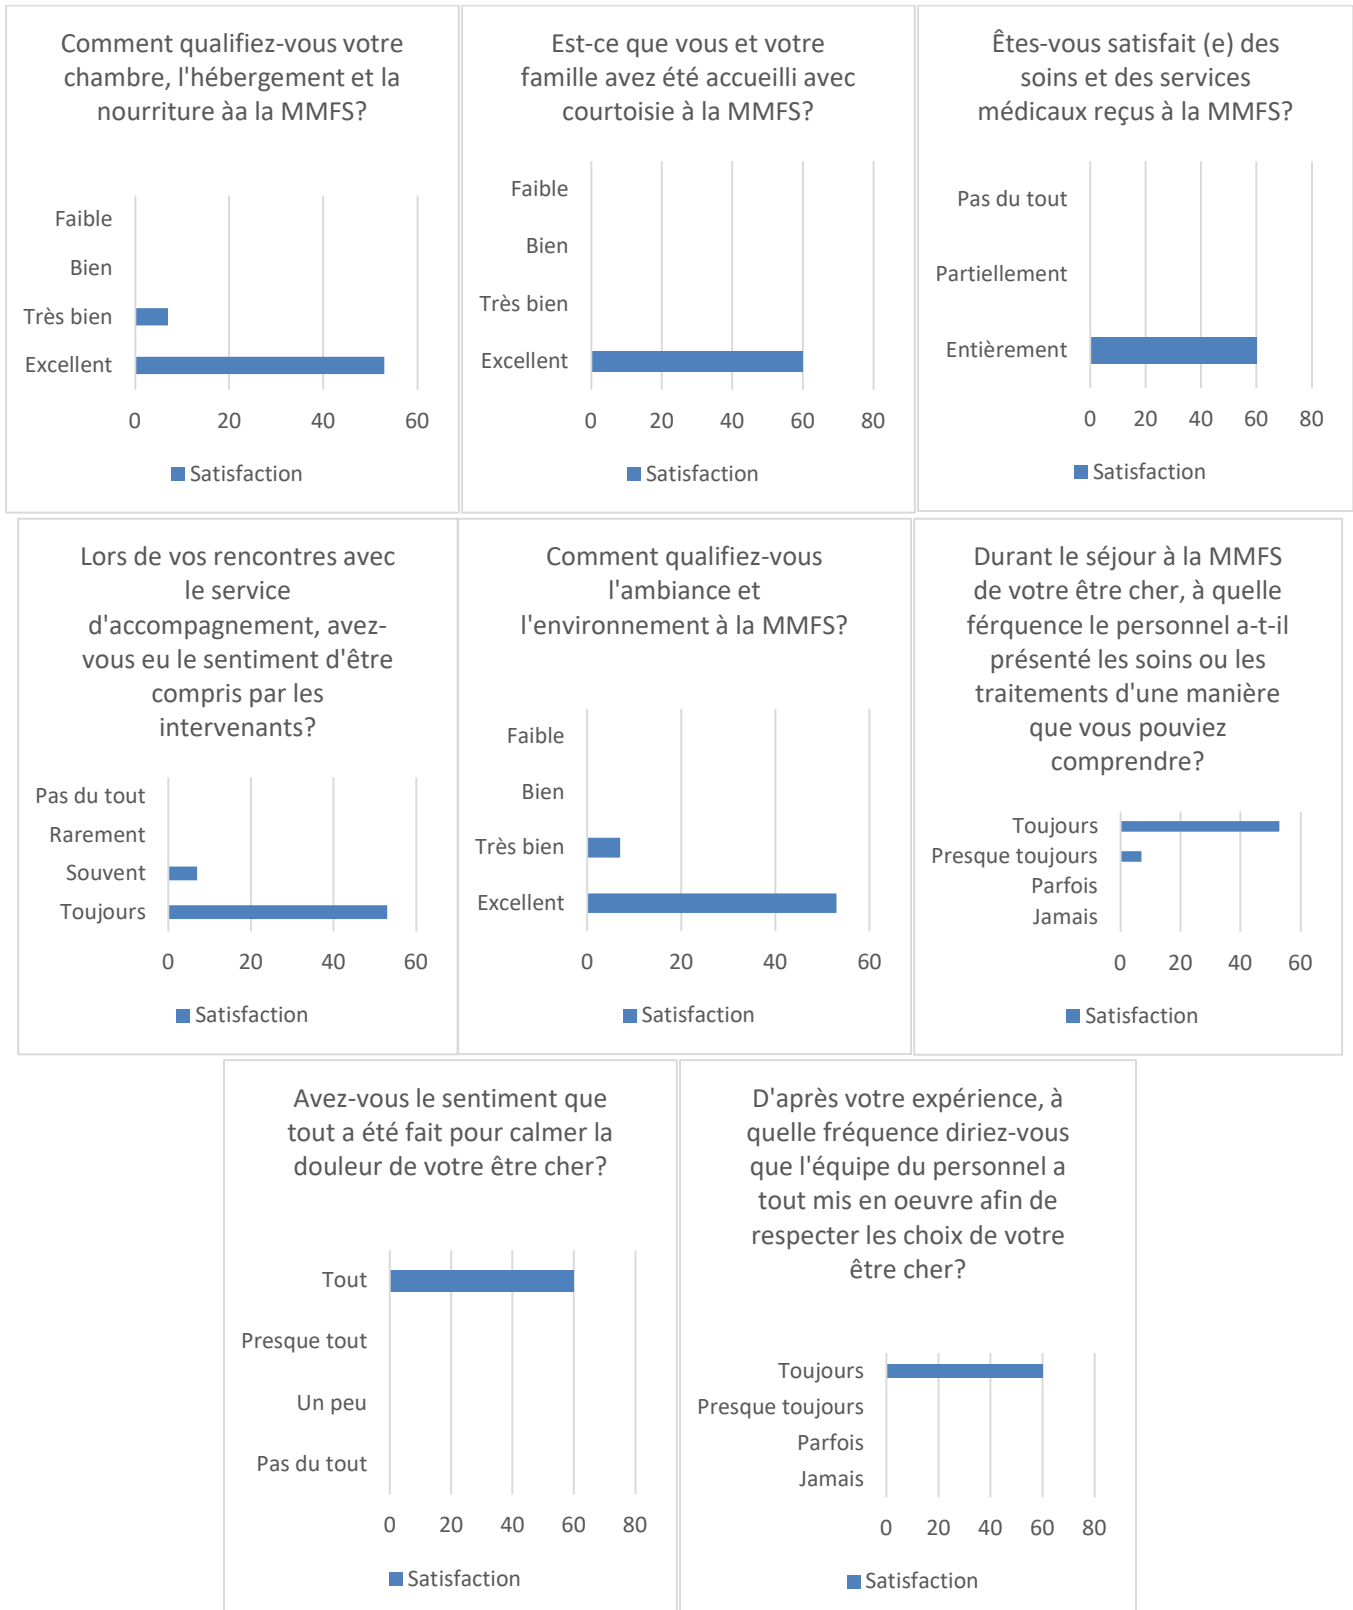 Comment qualifiez-vous votre
chambre, l'hébergement et la
nourriture àa la MMFS?
Faible
Bien
Très bien
Excellent
0 20 40 60
Satisfaction
Est-ce que vous et votre
famille avez été accueilli avec
courtoisie à la MMFS?
Faible
Bien
Très bien
Excellent
0 20 40 60 80
Satisfaction
Êtes-vous satisfait (e) des
soins et des services
médicaux reçus à la MMFS?
Pas du tout
Partiellement
Entièrement
0 20 40 60 80
Satisfaction
Lors de vos rencontres avec
le service
d'accompagnement, avez-
vous eu le sentiment d'être
compris par les
intervenants?
Pas du tout
Rarement
Souvent
Toujours
0 20 40 60
Satisfaction
Comment qualifiez-vous
l'ambiance et
l'environnement à la MMFS?
Faible
Bien
Très bien
Excellent
0 20 40 60
Satisfaction
Durant le séjour à la MMFS
de votre être cher, à quelle
férquence le personnel a-t-il
présenté les soins ou les
traitements d'une manière
que vous pouviez
comprendre?
Toujours
Presque toujours
Parfois
Jamais
0 20 40 60
Satisfaction
Avez-vous le sentiment que
tout a été fait pour calmer la
douleur de votre être cher?
Tout
Presque tout
Un peu
Pas du tout
0 20 40 60 80
Satisfaction
D'après votre expérience, à
quelle fréquence diriez-vous
que l'équipe du personnel a
tout mis en oeuvre afin de
respecter les choix de votre
être cher?
Toujours
Presque toujours
Parfois
Jamais
0 20 40 60 80
Satisfaction